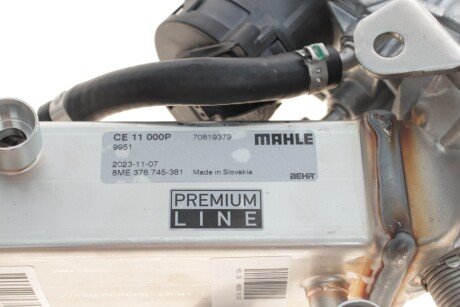 CE 11 000P 70819379 MAHLE
9951
2023-11-07
8ME 376 745-381 Made in Slovakia BEHR
PREMIUM
LINE